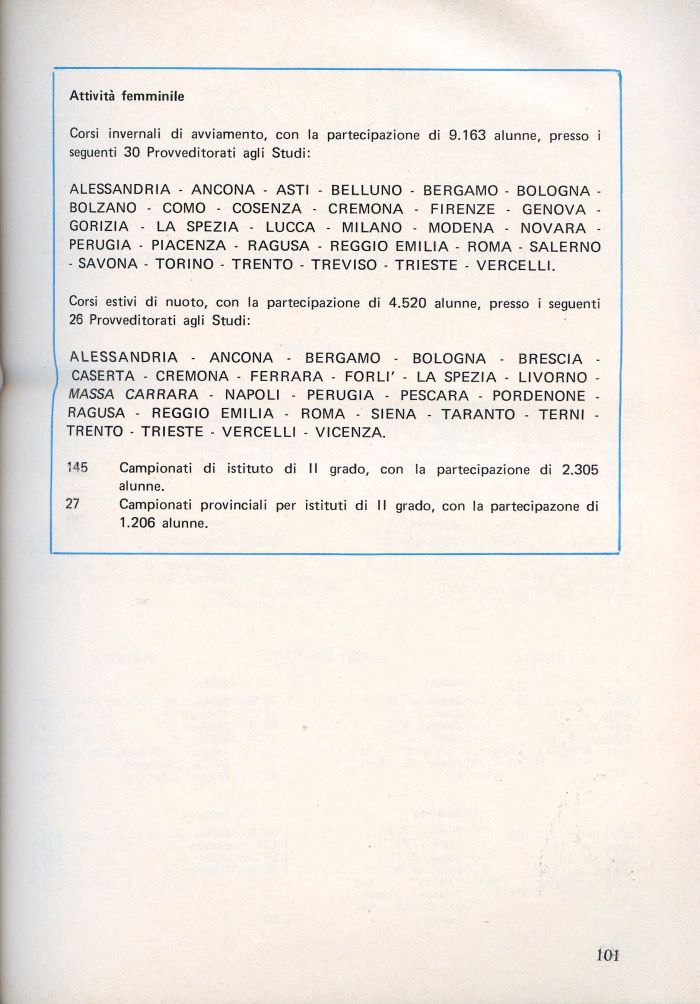 Attività femminile
Corsi invernali di avviamento, con la partecipazione di 9.163 alunne, presso i
seguenti 30 Provveditorati agli Studi:
ALESSANDRIA - ANCONA - ASTI - BELLUNO - BERGAMO - BOLOGNA -
BOLZANO - COMO - COSENZA - CREMONA - FIRENZE - GENOVA -
GORIZIA - LA SPEZIA - LUCCA - MILANO - MODENA - NOVARA -
PERUGIA - PIACENZA - RAGUSA - REGGIO EMILIA - ROMA - SALERNO
- SAVONA - TORINO - TRENTO - TREVISO - TRIESTE - VERCELLI.
Corsi estivi di nuoto, con la partecipazione di 4.520 alunne, presso i seguenti
26 Provveditorati agli Studi:
ALESSANDRIA - ANCONA - BERGAMO - BOLOGNA - BRESCIA -
CASERTA - CREMONA - FERRARA - FORLI' - LA SPEZIA - LIVORNO -
MASSA CARRARA - NAPOLI - PERUGIA - PESCARA - PORDENONE -
RAGUSA - REGGIO EMILIA - ROMA - SIENA - TARANTO - TERNI -
TRENTO - TRIESTE - VERCELLI - VICENZA.
145 Campionati di istituto di II grado, con la partecipazione di 2.305
alunne.
27 Campionati provinciali per istituti di II grado, con la partecipazone di
1.206 alunne.
101